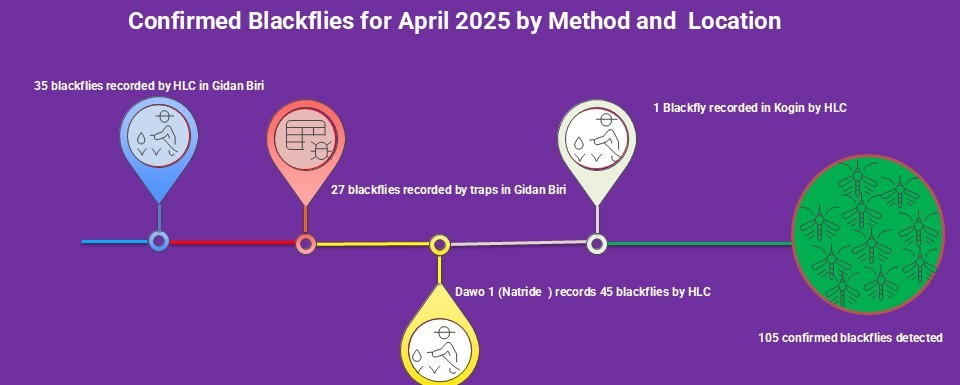 Confirmed Blackflies for April 2025 by Method and Location
35 blackflies recorded by HLC in Gidan Biri
1 Blackfly recorded in Kogin by HLC
27 blackflies recorded by traps in Gidan Biri
Dawo 1 (Natride ) records 45 blackflies by HLC
105 confirmed blackflies detected